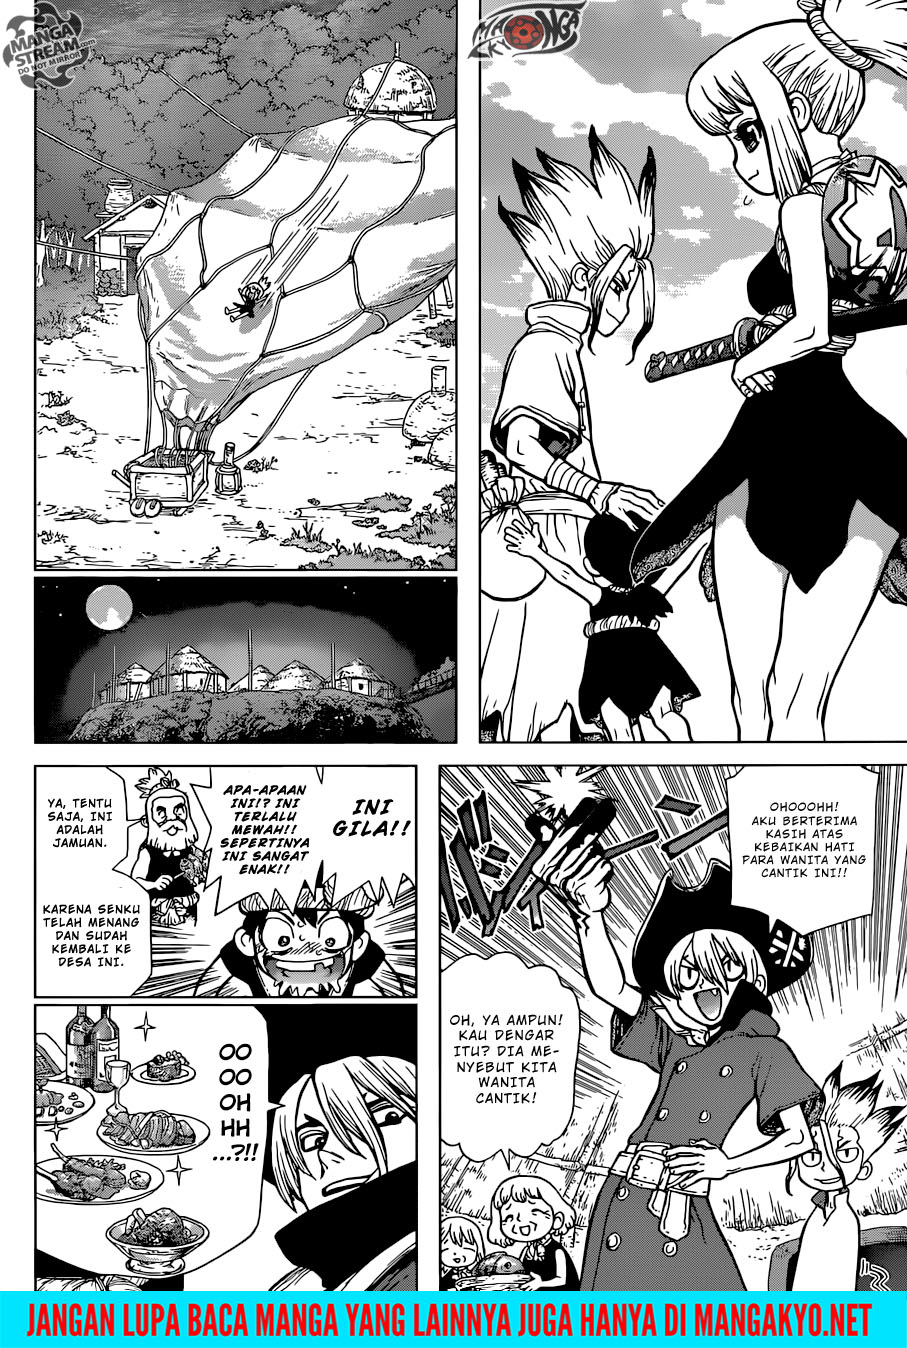 MANGA
STREAM.com
DO NOT MIRROR!
OHOOOOHH!
AKU BERTERIMA
KASIH ATAS
KEBAIKAN HATI
PARA WANITA YANG
CANTIK INI!!
OH, YA AMPUN!
KAU DENGAR
ITU? DIA ME-
NYEBUT KITA
WANITA
CANTIK!
INI
GILA!!
APA-APAAN
INI!? INI
TERLALU
MEWAH!!
SEPERTINYA
INI SANGAT
ENAK!!
YA, TENTU
SAJA, INI
ADALAH
JAMUAN.
KARENA SENKU
TELAH MENANG
DAN SUDAH
KEMBALI KE
DESA INI.
OO
OO
OO
OH
HH
...?!!
JANGAN LUPA BACA MANGA YANG LAINNYA JUGA HANYA DI MANGAKYO.NET